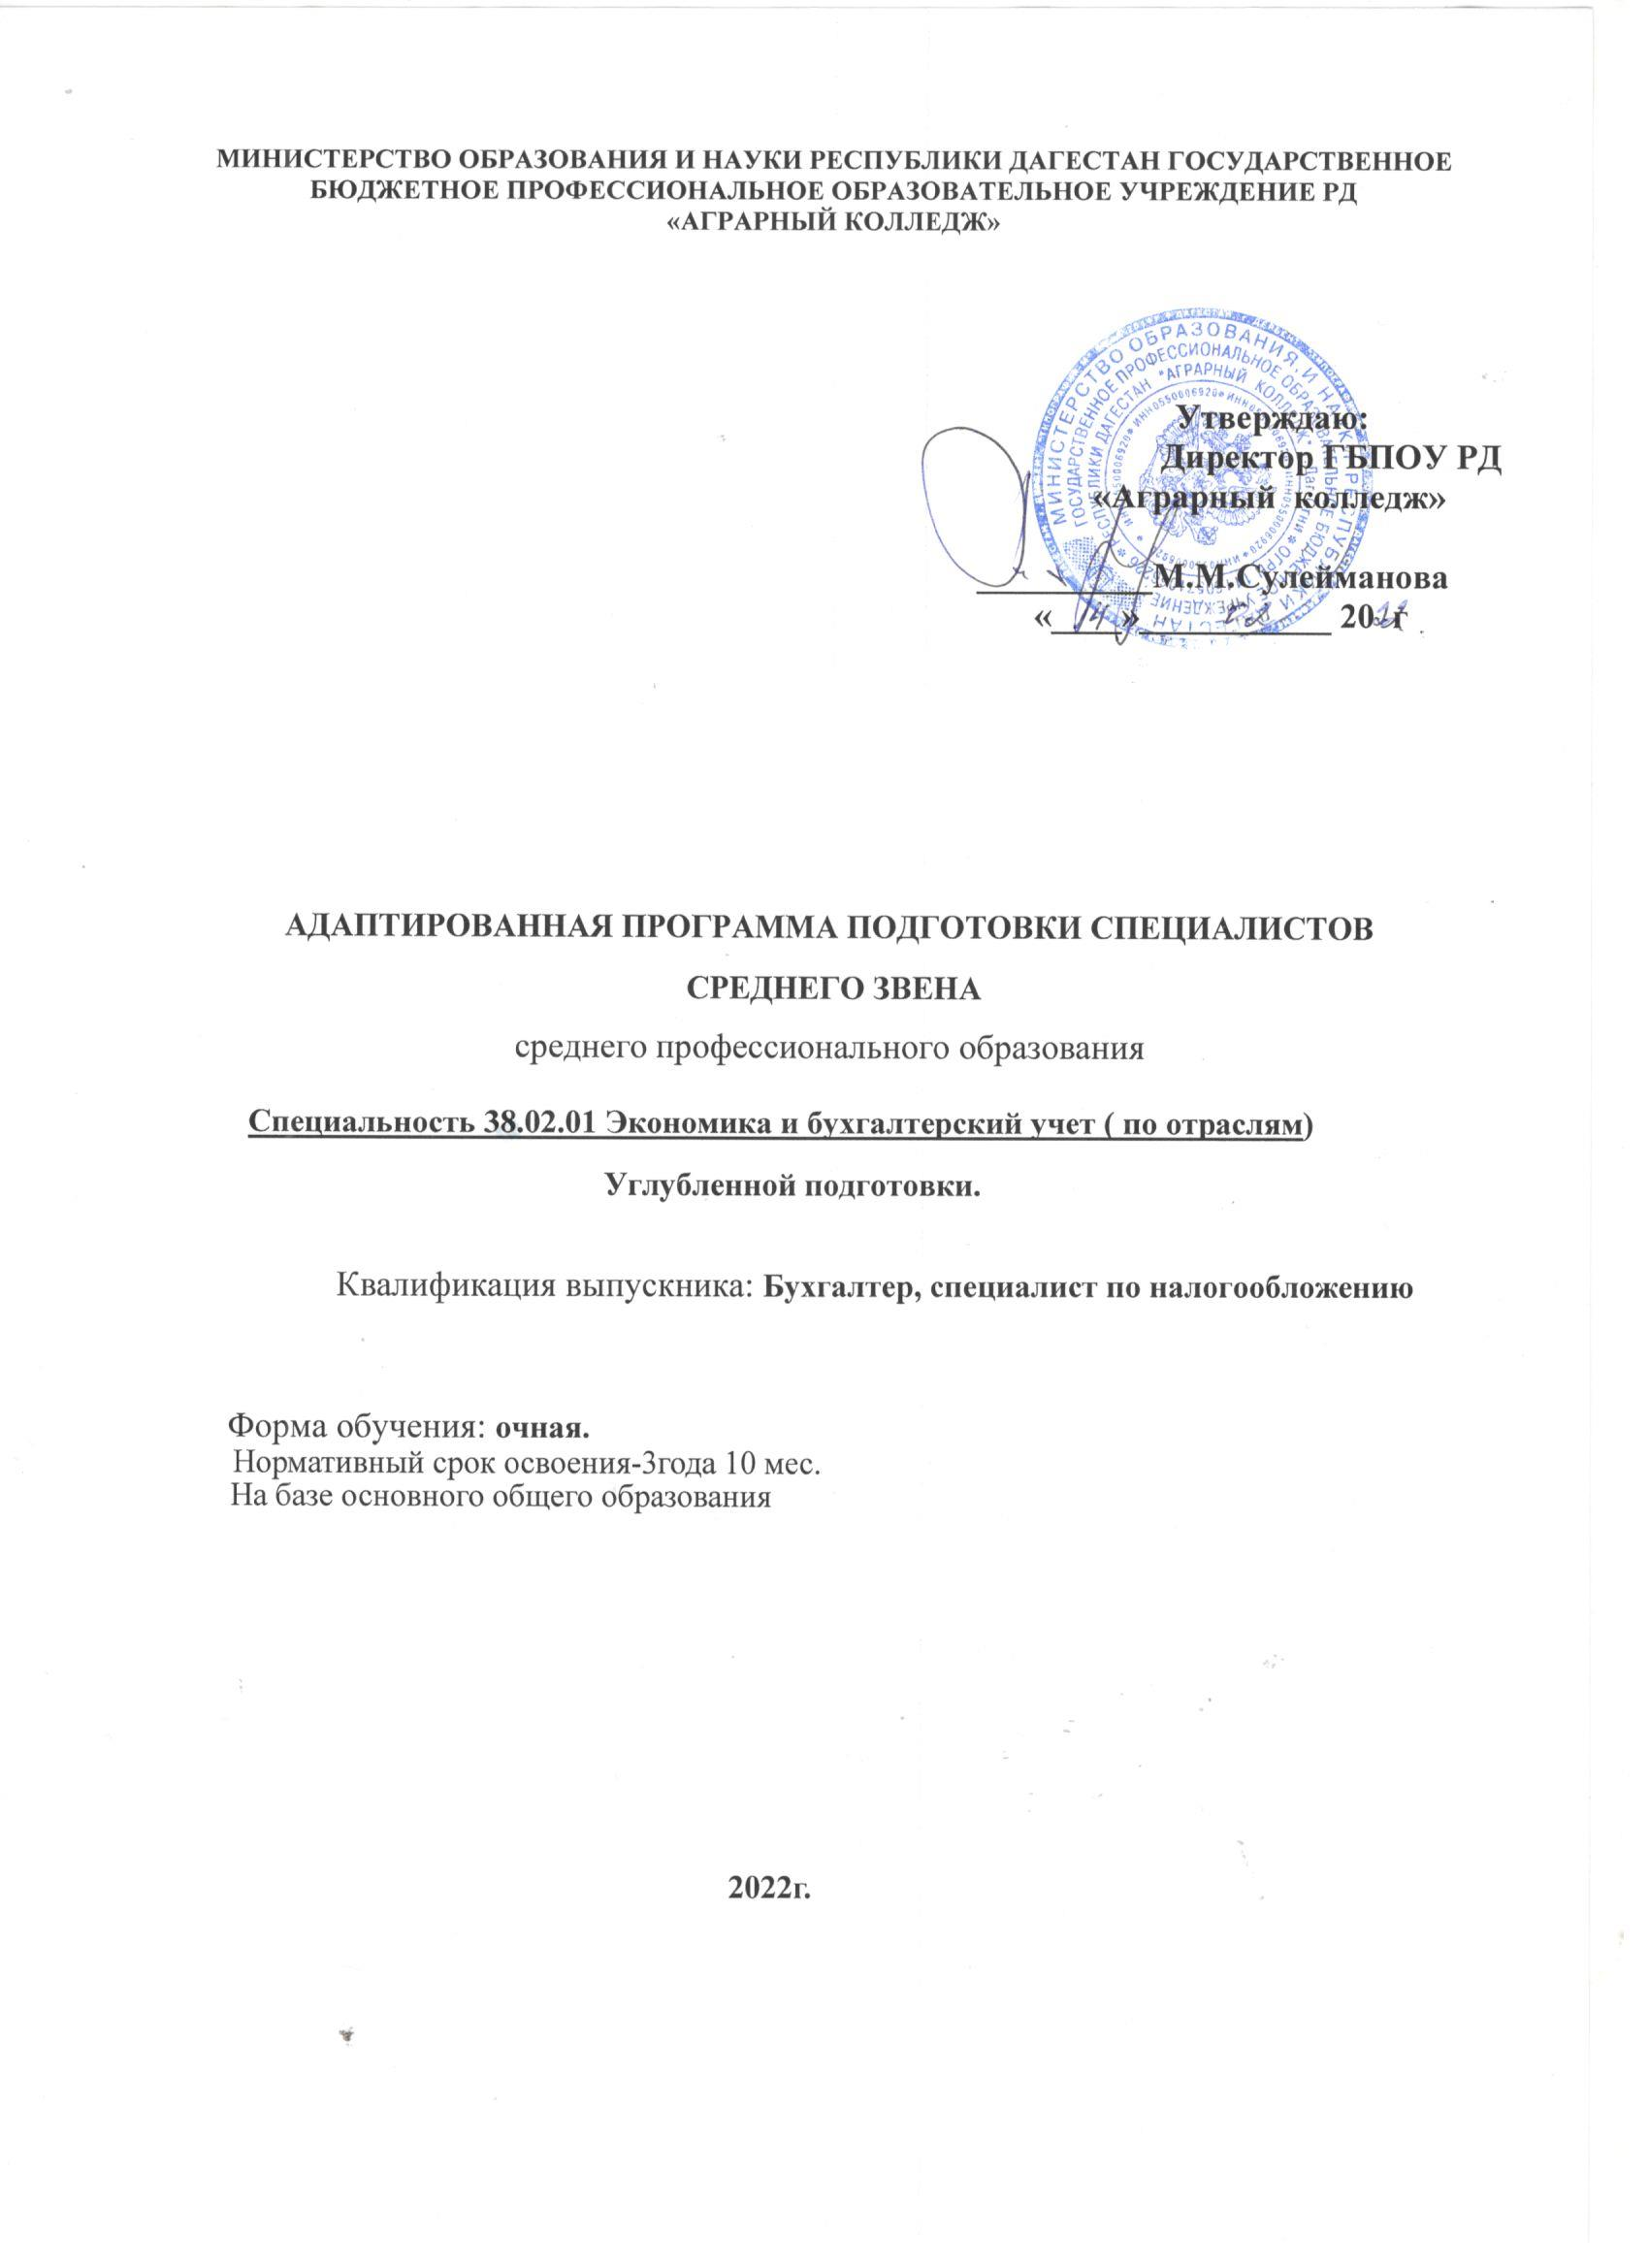 МИНИСТЕРСТВО ОБРАЗОВАНИЯ И НАУКИ РЕСПУБЛИКИ ДАГЕСТАН ГОСУДАРСТВЕННОЕ
БЮДЖЕТНОЕ ПРОФЕССИОНАЛЬНОЕ ОБРАЗОВАТЕЛЬНОЕ УЧРЕЖДЕНИЕ РД
«АГРАРНЫЙ КОЛЛЕДЖ»
Утверждаю:
Директор ГБПОУ РД
«Аграрный колледж»
М.М.Сулейманова
«14» 20 г
АДАПТИРОВАННАЯ ПРОГРАММА ПОДГОТОВКИ СПЕЦИАЛИСТОВ
СРЕДНЕГО ЗВЕНА
среднего профессионального образования
Специальность 38.02.01 Экономика и бухгалтерский учет ( по отраслям)
Углубленной подготовки.
Квалификация выпускника: Бухгалтер, специалист по налогообложению
Форма обучения: очная.
Нормативный срок освоения-3года 10 мес.
На базе основного общего образования
2022г.